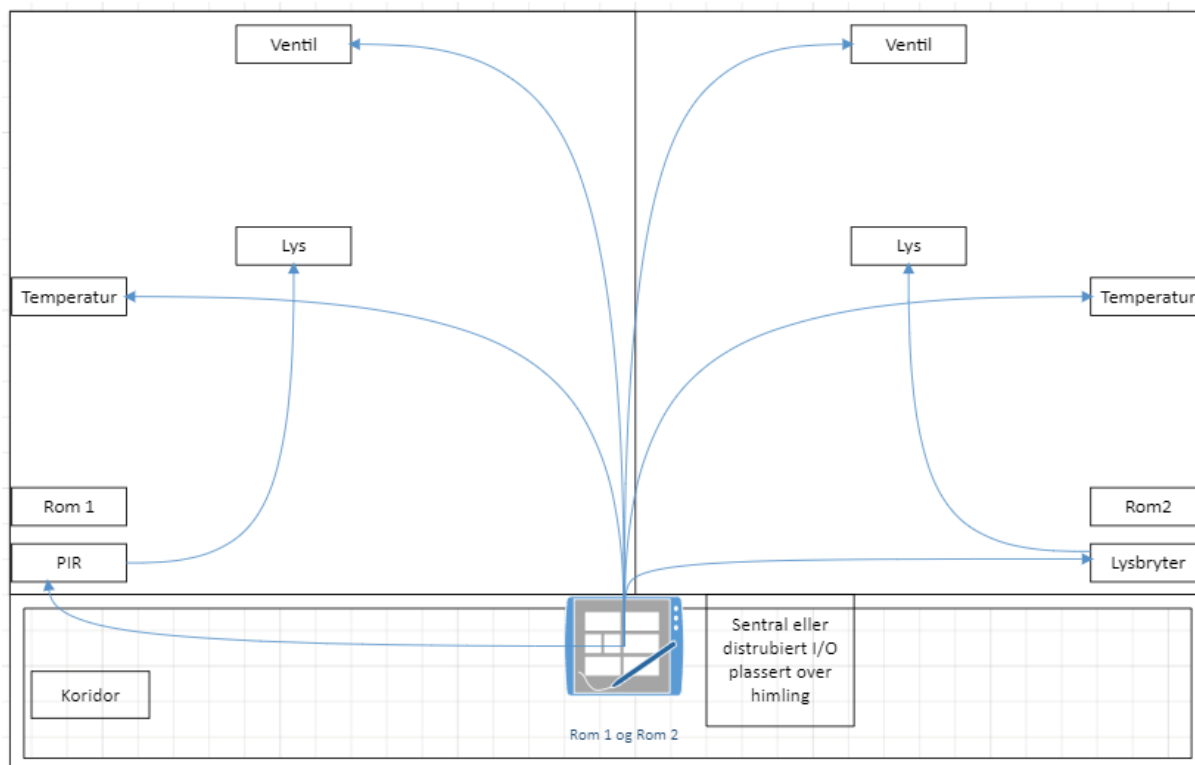 Ventil
Ventil
Lys
Lys
Temperatur
Temperatur
Rom 1
Rom2
PIR
Lysbryter
Sentral eller
distrubiert I/O
plassert over
himling
Koridor
Rom 1 og Rom 2